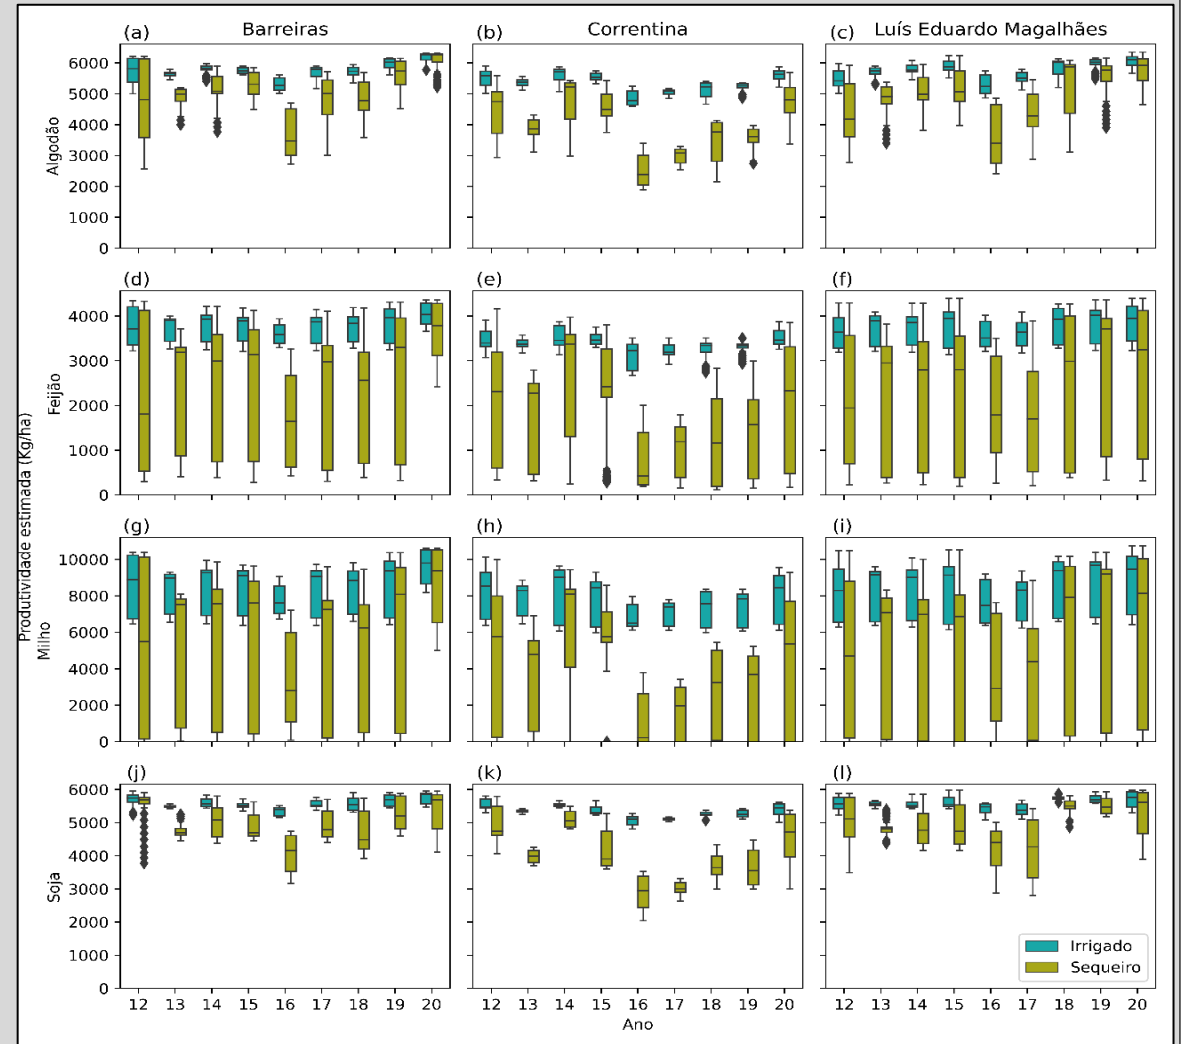 (a) Barreiras
(b) Correntina
(c) Luís Eduardo Magalhães
6000
5000
4000
3000
2000
1000
0
Algodão
(d)
(e)
(f)
4000
3000
2000
1000
0
Feijão
Produtividade estimada (Kg/ha)
(g)
(h)
(i)
10000
8000
6000
4000
2000
0
Milho
(j)
(k)
(l)
6000
5000
4000
3000
2000
1000
0
Soja
Irrigado
Sequeiro
12 13 14 15 16 17 18 19 20
12 13 14 15 16 17 18 19 20
12 13 14 15 16 17 18 19 20
Ano